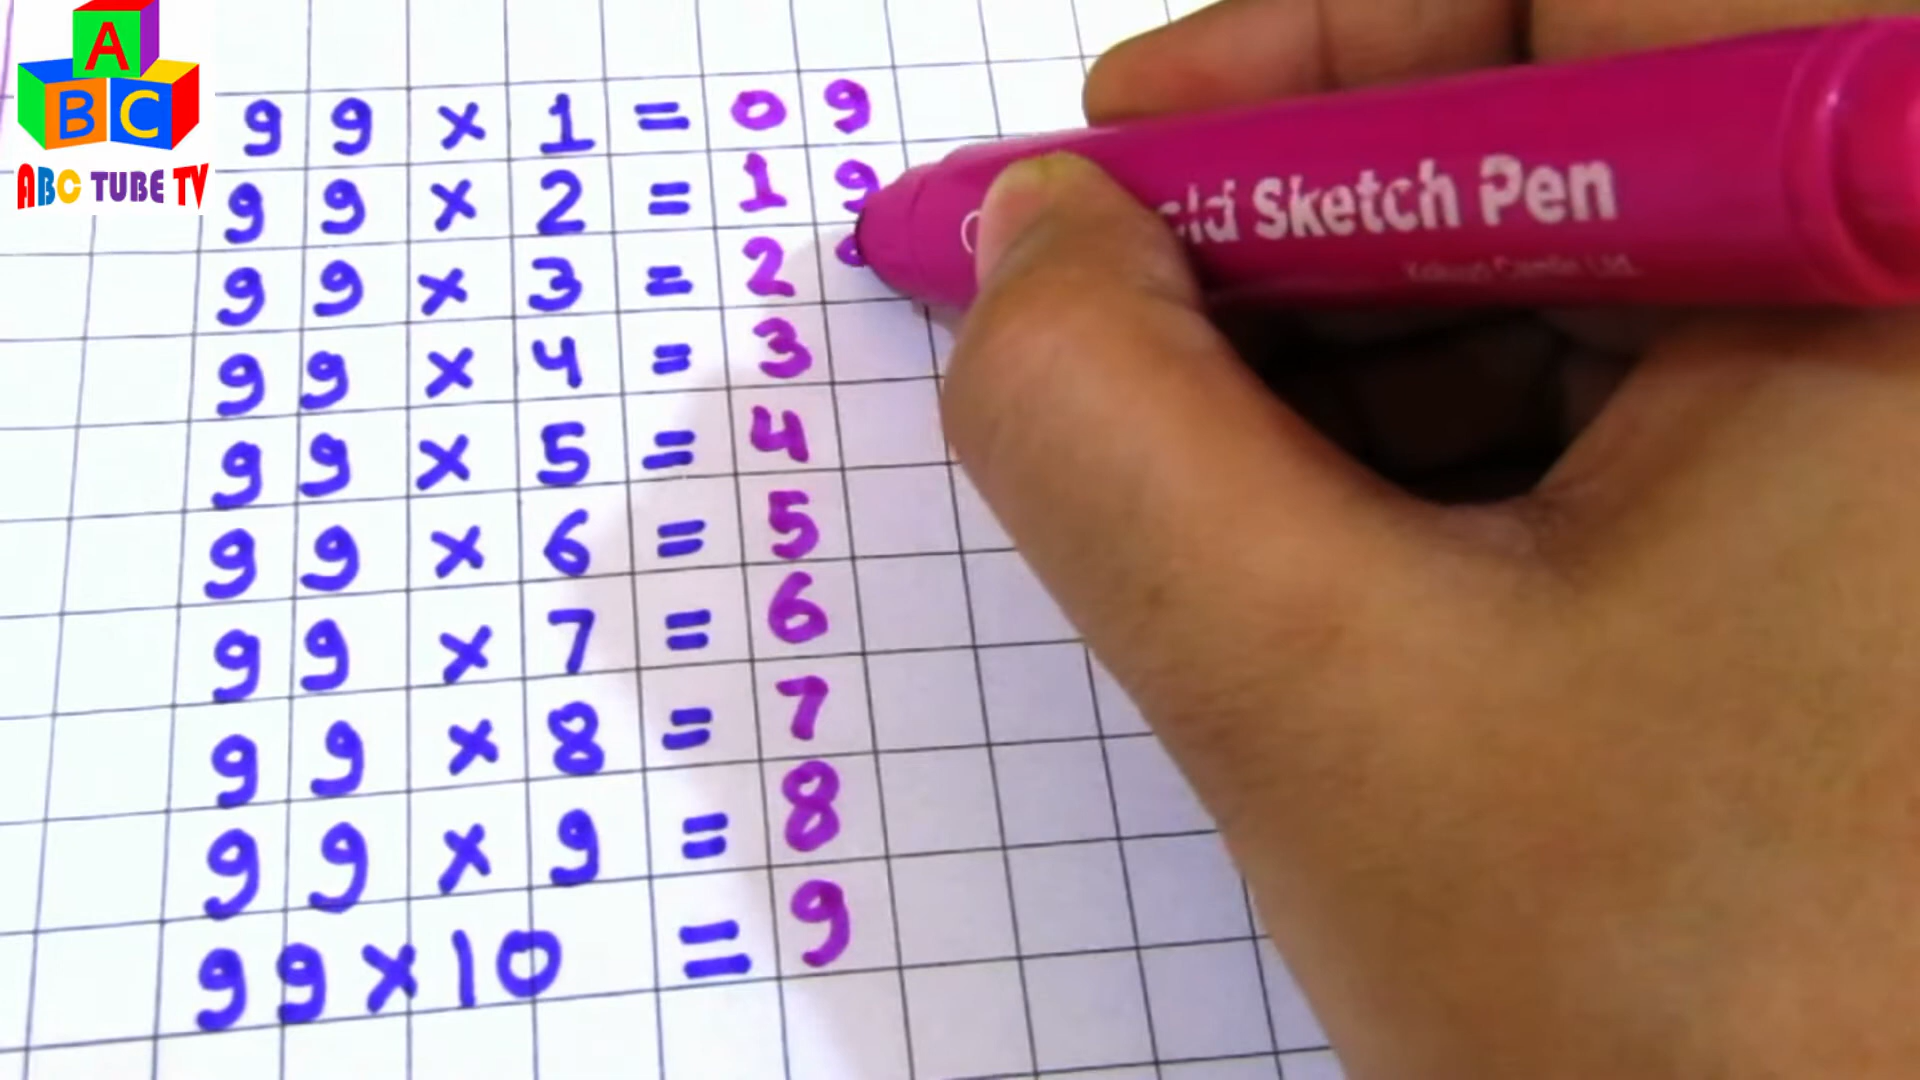 A
B C
ABC TUBE TV
99 × 1 = 09
99 × 2 = 19
99 × 3 = 2
99 × 4 = 3
99 × 5 = 4
99 × 6 = 5
99 × 7 = 6
99 × 8 = 7
99 × 9 = 8
99 × 10 = 9
Sketch Pen